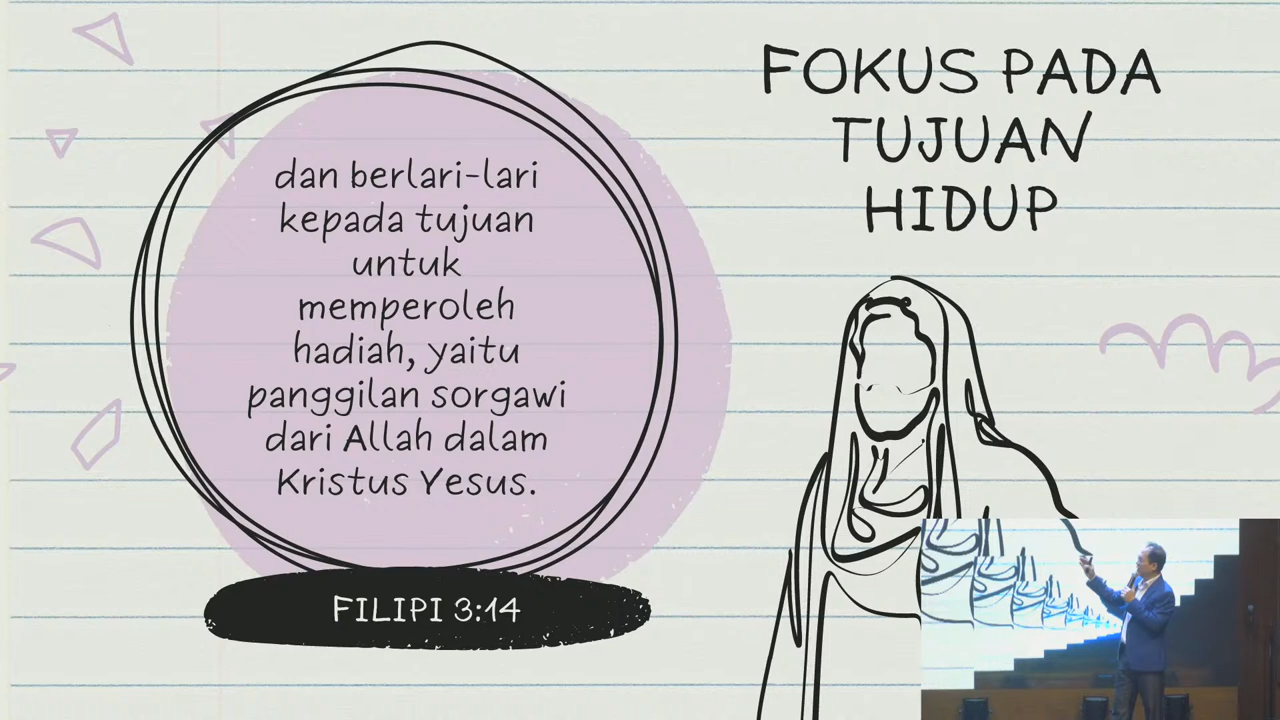 FOKUS PADA
TUJUAN
HIDUP
dan berlari-lari
kepada tujuan
untuk
memperoleh
hadiah, yaitu
panggilan sorgawi
dari Allah dalam
Kristus Yesus.
FILIPI 3:14